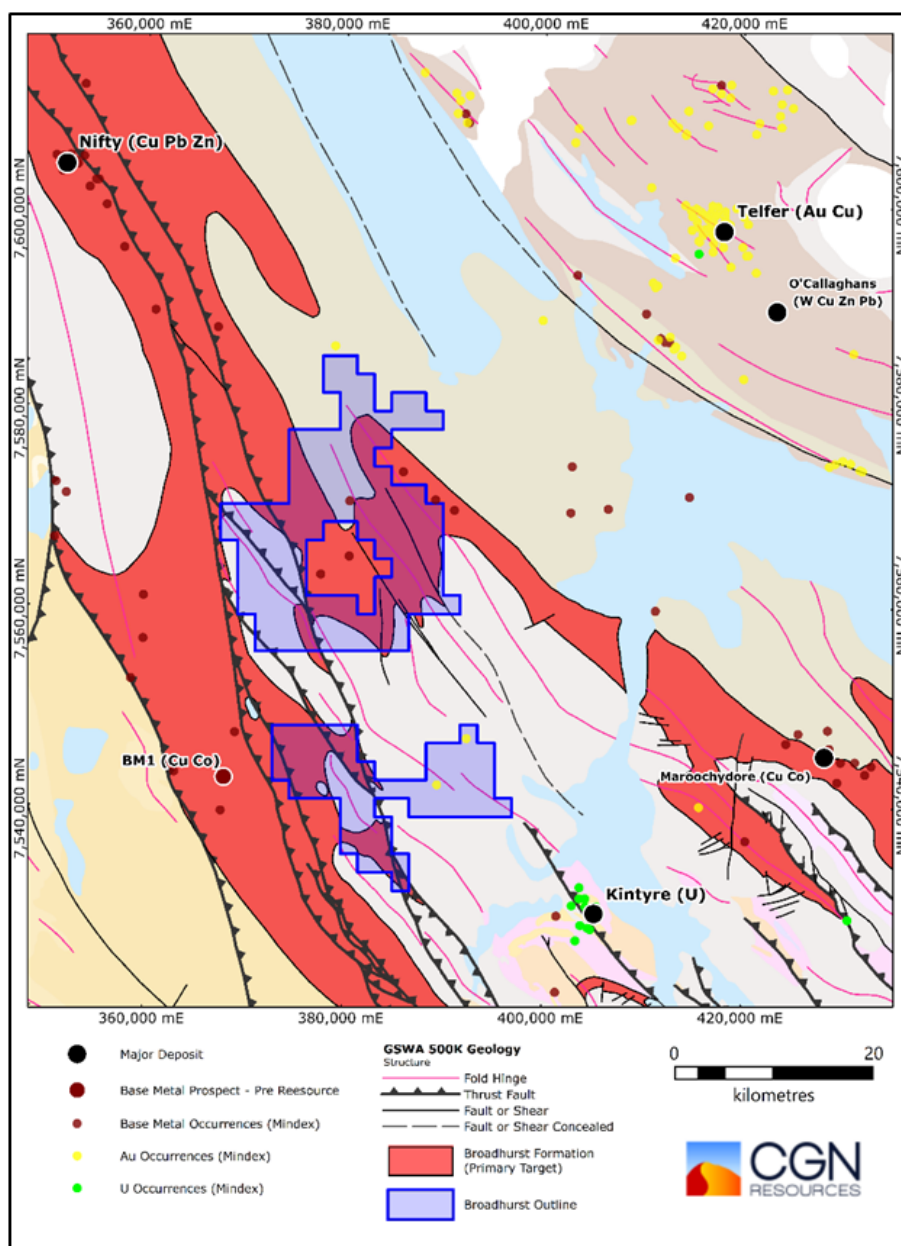 360,000 mE
380,000 mE
400,000 mE
420,000 mE
7,660,000 mN
7,580,000 mN
7,560,000 mN
7,540,000 mN
Nifty (Cu Pb Zn)
Telfer (Au Cu)
O'Callaghans
(W Cu Zn Pb)
BM1 (Cu Co)
Maroochydore (Cu Co)
Kintyre (U)
360,000 mE
380,000 mE
400,000 mE
420,000 mE
Major Deposit
Base Metal Prospect - Pre Reesource
Base Metal Occurrences (Mindex)
Au Occurrences (Mindex)
U Occurrences (Mindex)
GSWA 500K Geology
Structure
Fold Hinge
Thrust Fault
Fault or Shear
Fault or Shear Concealed
Broadhurst Formation
(Primary Target)
Broadhurst Outline
0
20
kilometres
CGN
RESOURCES